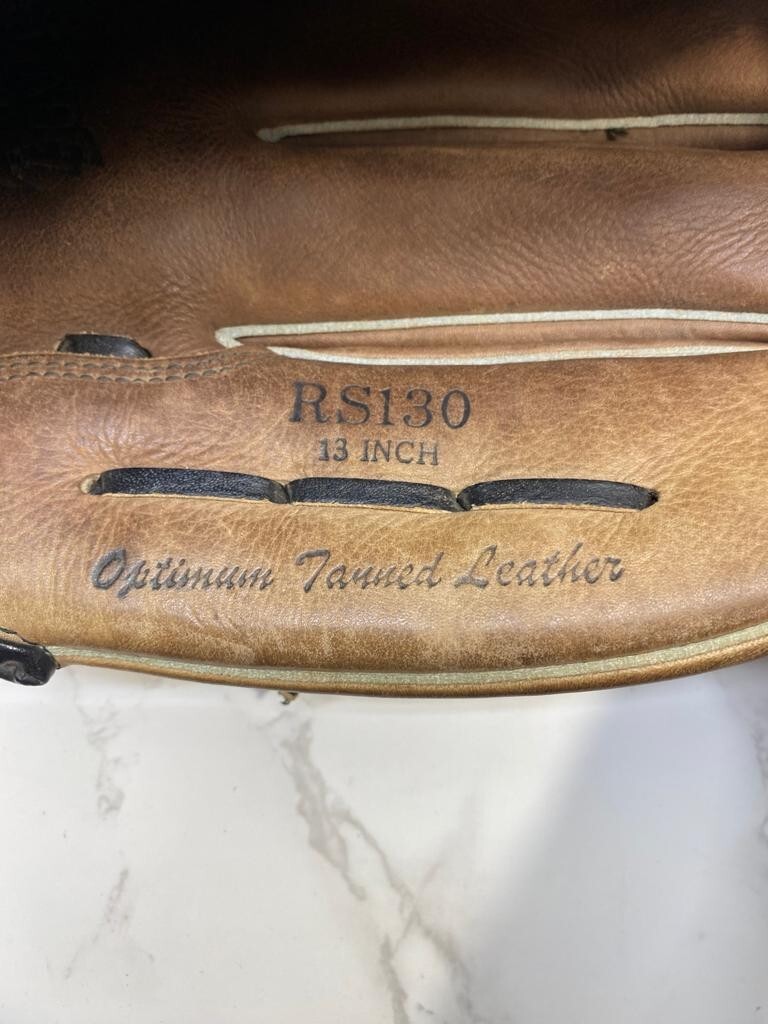 RS130
13 INCH
Optimum Tanned Leather